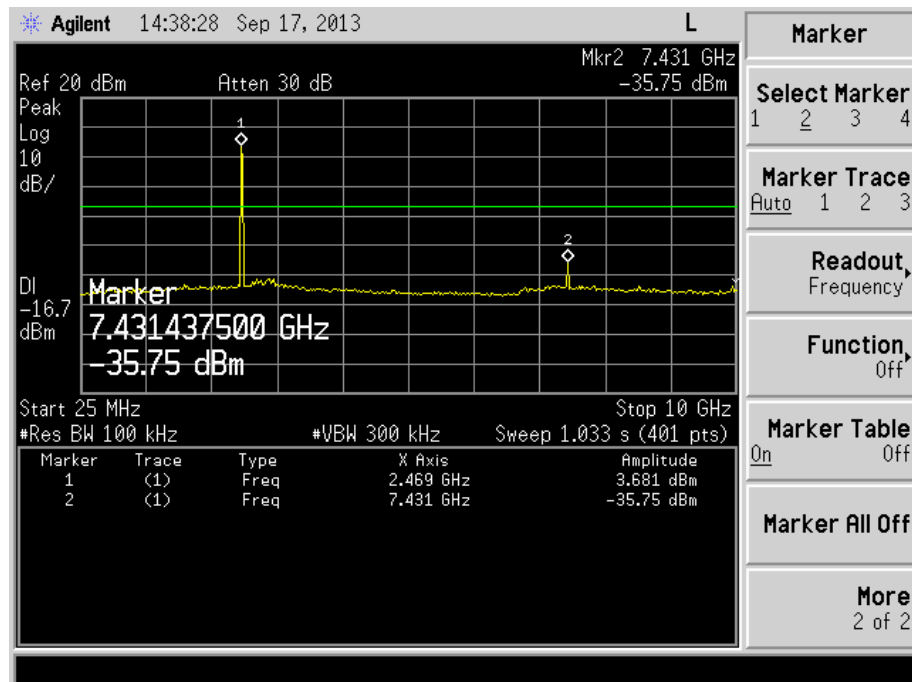 Agilent 14:38:28 Sep 17, 2013 L
Mkr2 7.431 GHz
Ref 20 dBm Atten 30 dB -35.75 dBm
Peak
Log
10
dB/
1
2
DI
-16.7
dBm
Marker
7.431437500 GHz
-35.75 dBm
Start 25 MHz Stop 10 GHz
#Res BW 100 kHz #VBW 300 kHz Sweep 1.033 s (401 pts)
Marker Trace Type X Axis Amplitude
1 (1) Freq 2.469 GHz 3.681 dBm
2 (1) Freq 7.431 GHz -35.75 dBm
Marker
Select Marker
1 2 3 4
Marker Trace
Auto 1 2 3
Readout
Frequency
Function
Off
Marker Table
On Off
Marker All Off
More
2 of 2